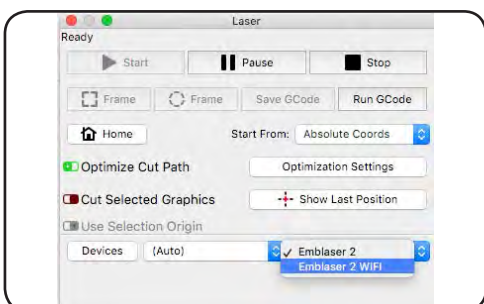 Laser
Ready
Start Pause Stop
Frame Frame Save GCode Run GCode
Home Start From: Absolute Coords
Optimize Cut Path Optimization Settings
Cut Selected Graphics Show Last Position
Use Selection Origin
Devices (Auto) ✓ Emblaser 2
Emblaser 2 WIFI